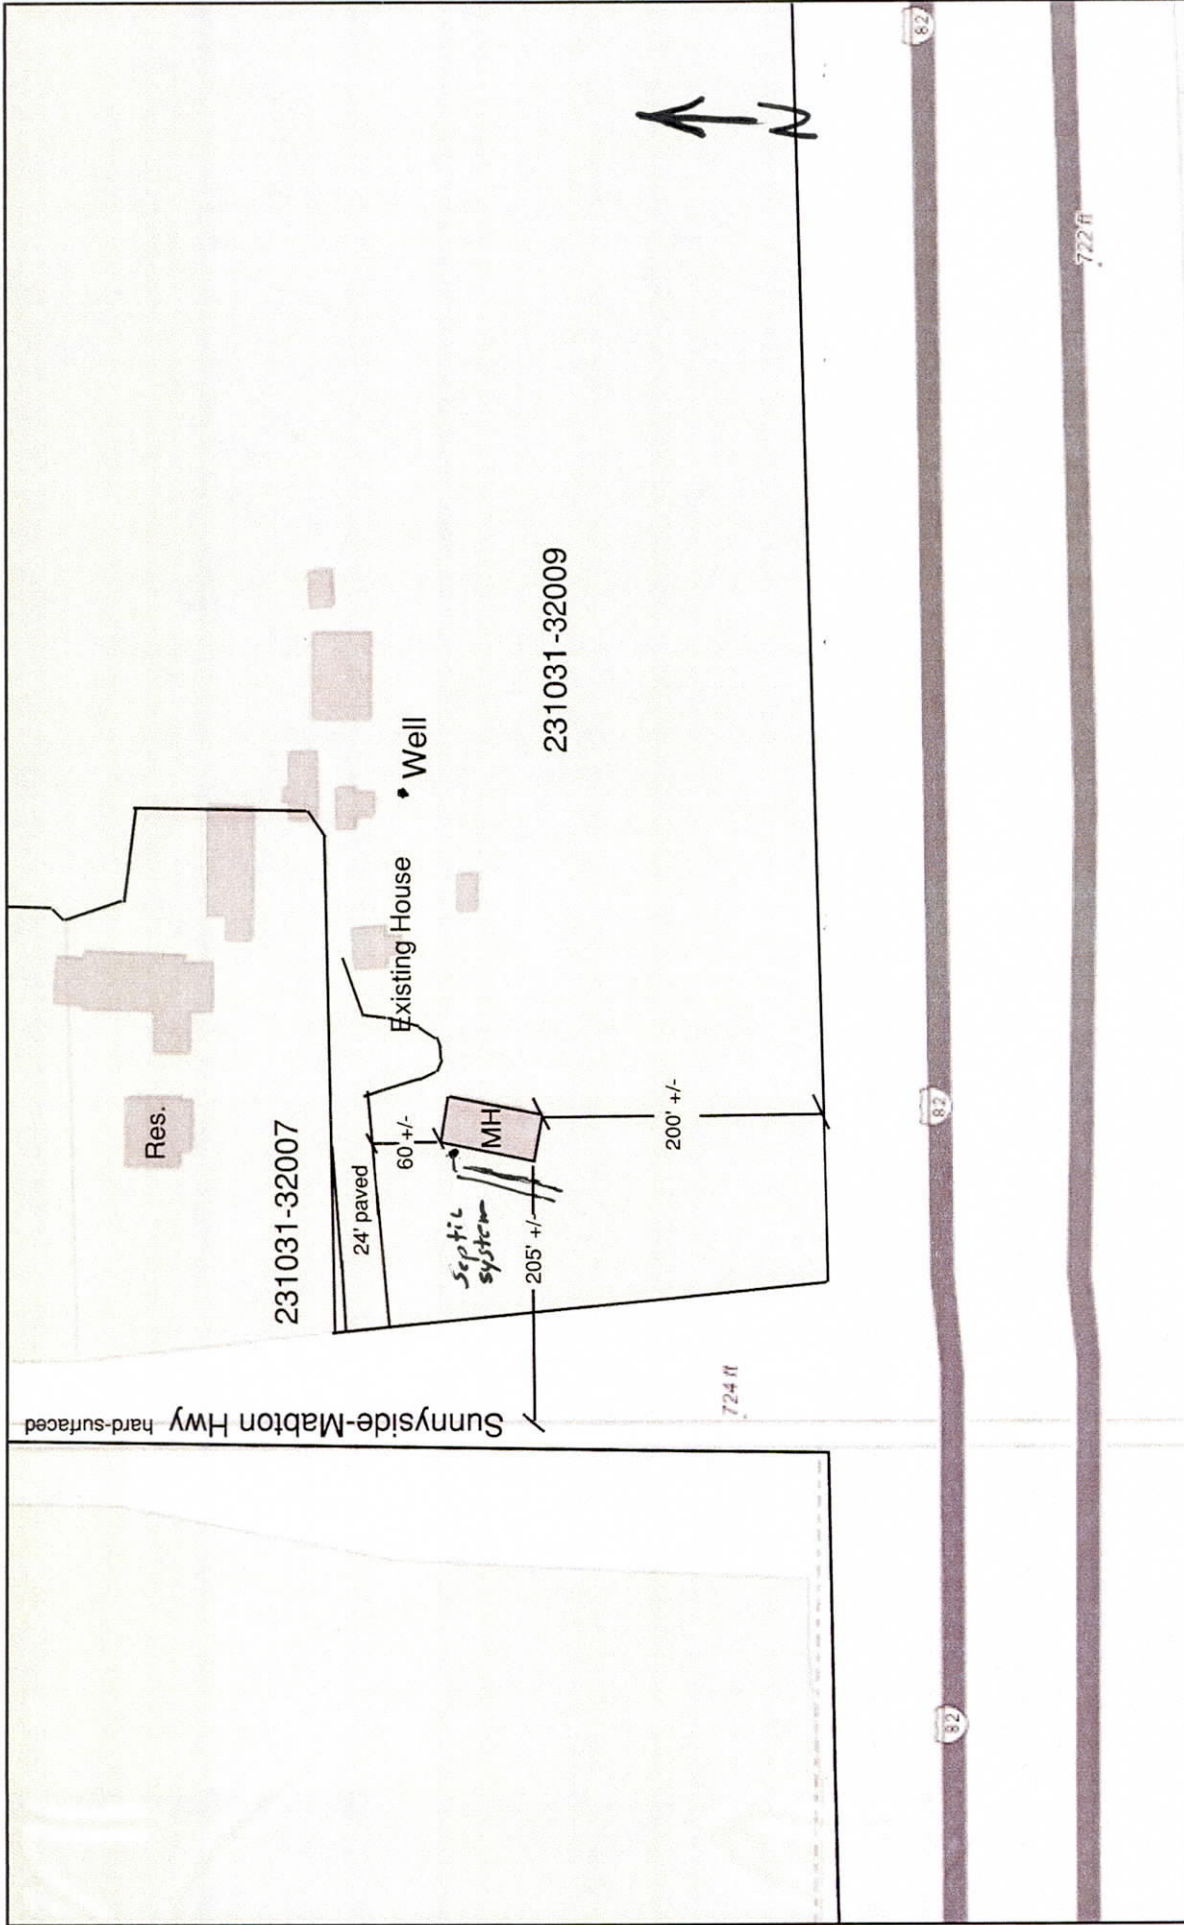 82
N
722 ft
Well
231031-32009
Existing House
Res.
231031-32007
24' paved
60' +/-
MH
200' +/-
82
Septic
system
205' +/-
Sunnyside-Mabton Hwy hard-surfaced
724 ft
82